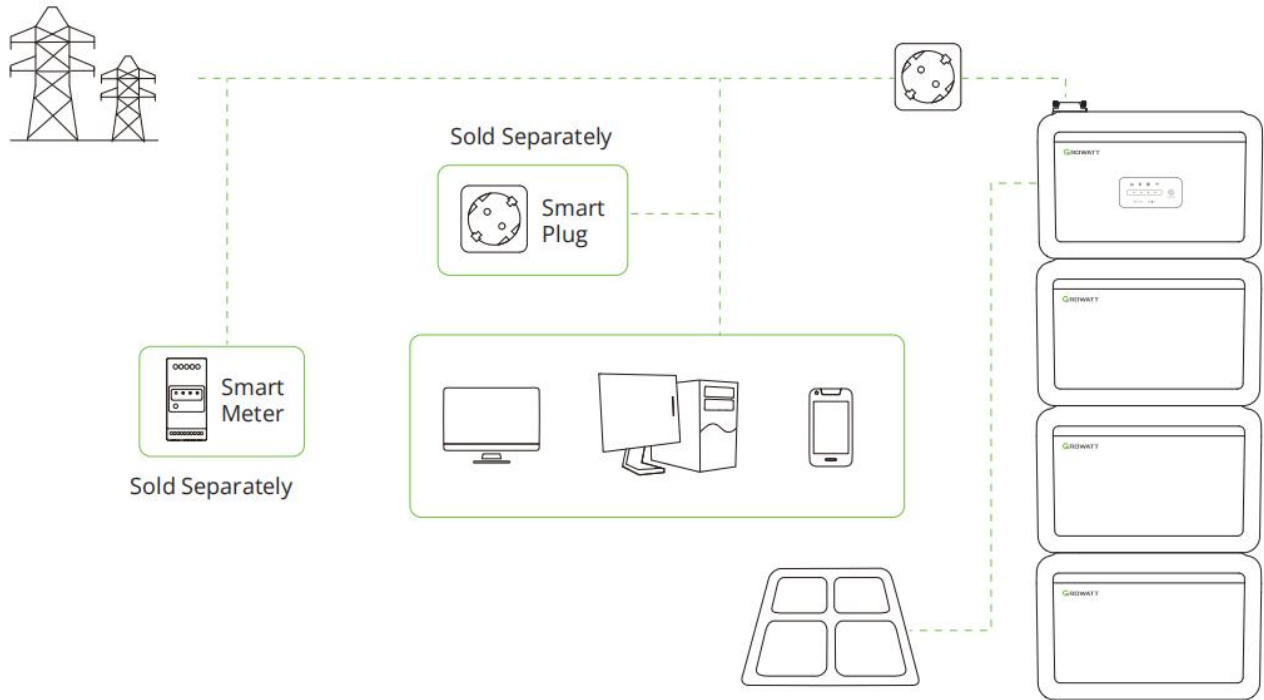 Sold Separately
GROWATT
Smart
Plug
GROWATT
Smart
Meter
Sold Separately
GROWATT
GROWATT